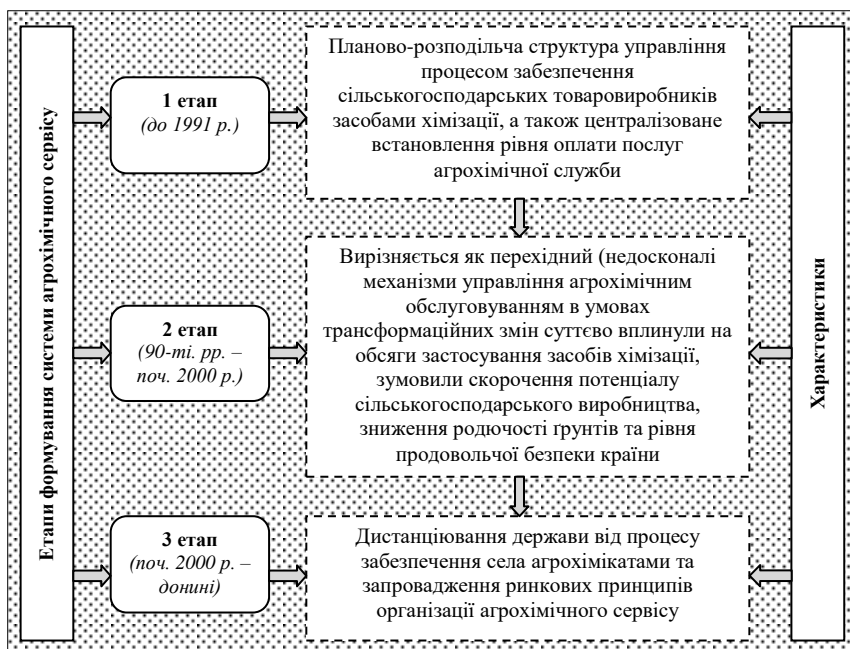 Етапи формування системи агрохімічного сервісу
1 етап
(до 1991 р.)
Планово-розподільча структура управління
процесом забезпечення
сільськогосподарських товаровиробників
засобами хімізації, а також централізоване
встановлення рівня оплати послуг
агрохімічної служби
2 етап
(90-ті. рр. –
поч. 2000 р.)
Вирізняється як перехідний (недосконалі
механізми управління агрохімічним
обслуговуванням в умовах
трансформаційних змін суттєво вплинули на
обсяги застосування засобів хімізації,
зумовили скорочення потенціалу
сільськогосподарського виробництва,
зниження родючості ґрунтів та рівня
продовольчої безпеки країни
3 етап
(поч. 2000 р. –
донині)
Дистанціювання держави від процесу
забезпечення села агрохімікатами та
запровадження ринкових принципів
організації агрохімічного сервісу
Характеристики